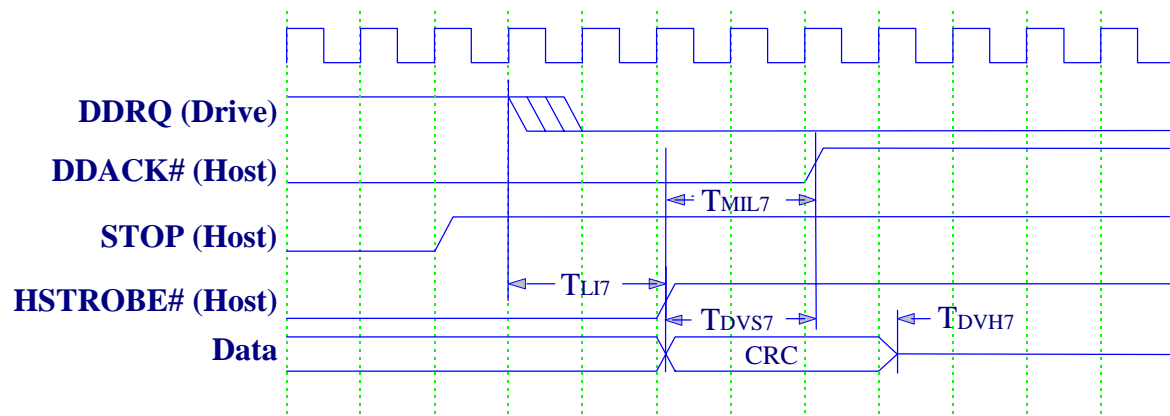 DDRQ (Drive)
DDACK# (Host)
TMIL7
STOP (Host)
TLI7
HSTROBE# (Host)
TDVS7
TDVH7
Data
CRC